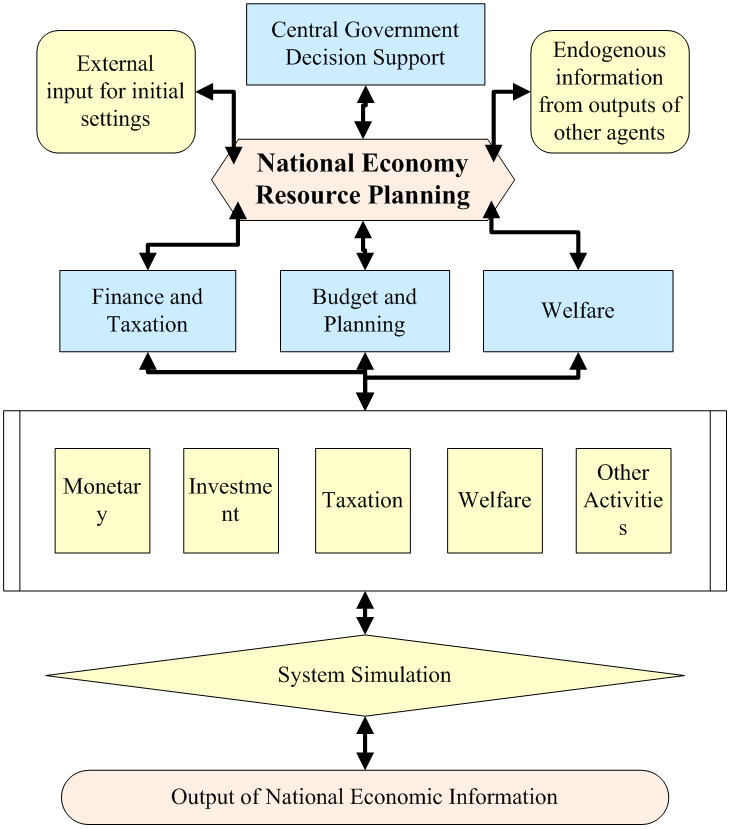 Central Government
Decision Support
External
input for initial
settings
Endogenous
information
from outputs of
other agents
National Economy
Resource Planning
Finance and
Taxation
Budget and
Planning
Welfare
Monetar
y
Investme
nt
Taxation
Welfare
Other
Activitie
s
System Simulation
Output of National Economic Information